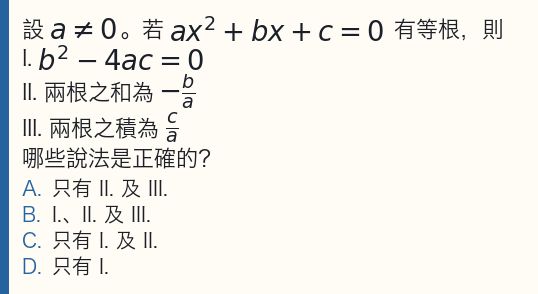 設 a ≠ 0。若 ax² + bx + c = 0 有等根，則
I. b² − 4ac = 0
II. 兩根之和為 −b/a
III. 兩根之積為 c/a
哪些說法是正確的?
A. 只有 II. 及 III.
B. I.、II. 及 III.
C. 只有 I. 及 II.
D. 只有 I.